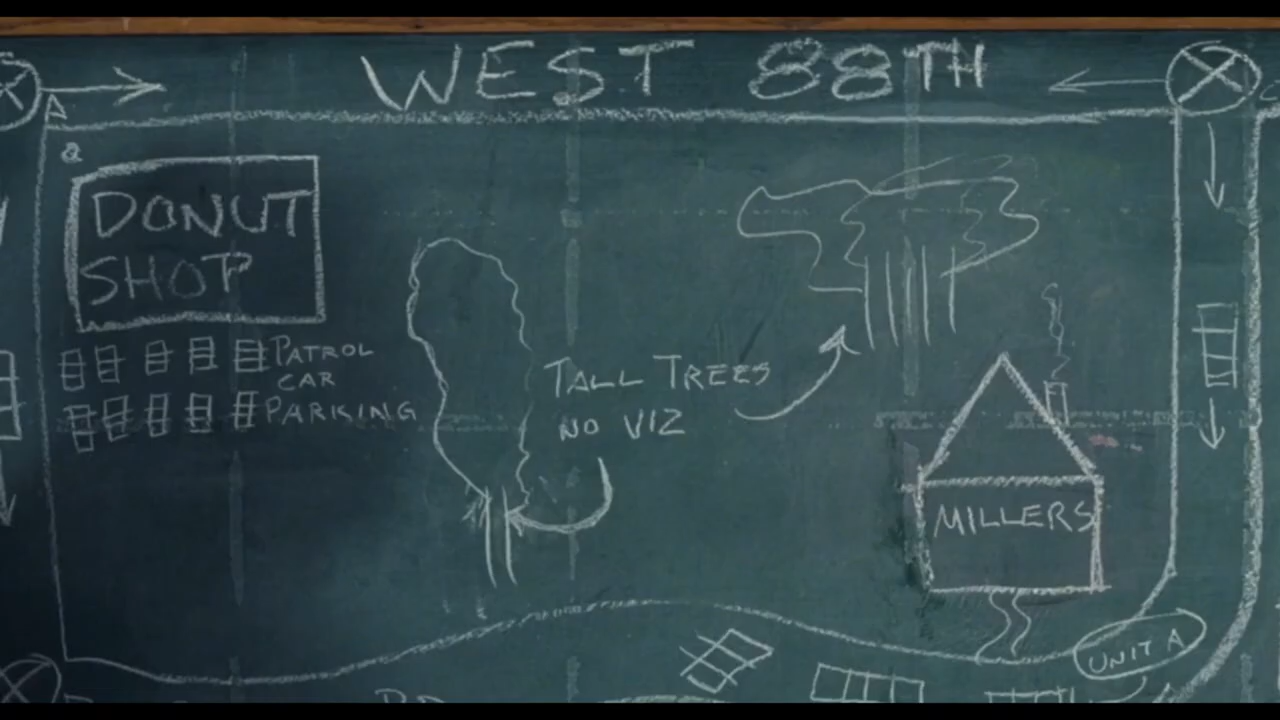 WEST 88TH
DONUT
SHOP
PATROL
CAR
PARKING
TALL TREES
NO VIZ
MILLERS
UNIT A